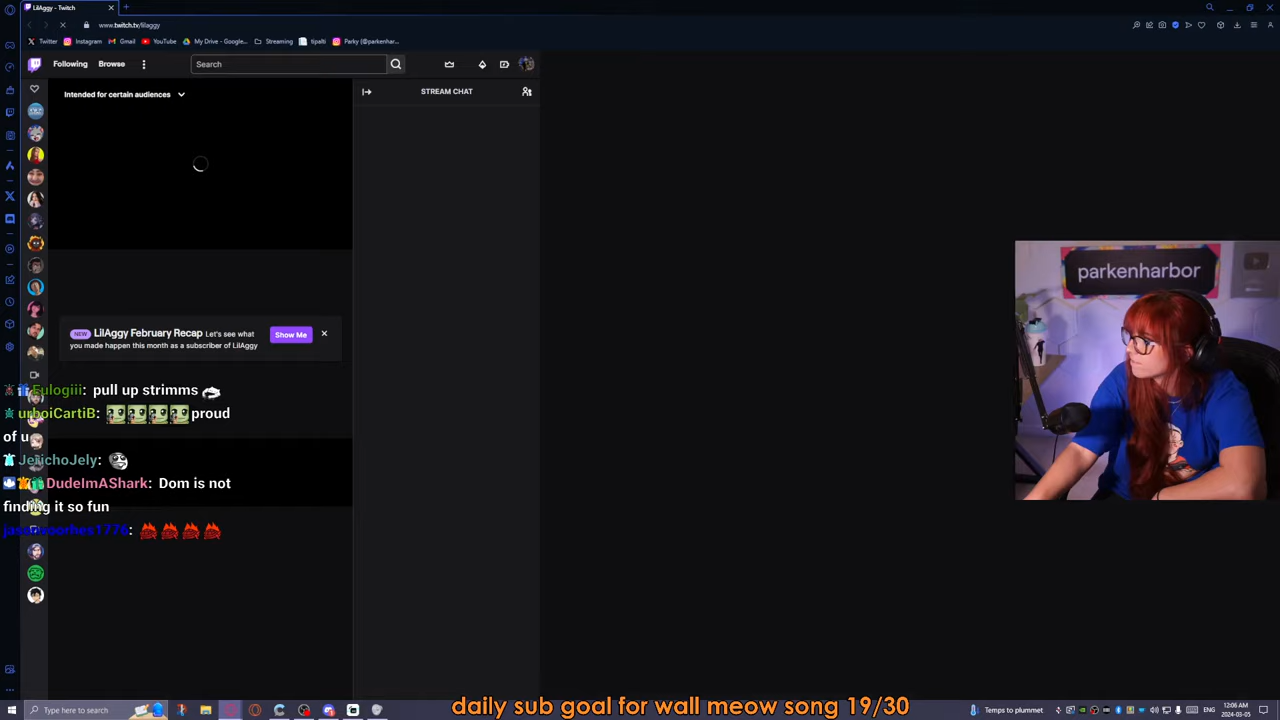 LilAggy - Twitch
www.twitch.tv/lilaggy
Twitter Instagram Gmail YouTube My Drive - Google... Streaming tipalti Parky (@parkenhar...
Following Browse Search
Intended for certain audiences
STREAM CHAT
parkenharbor
NEW LilAggy February Recap Let's see what
you made happen this month as a subscriber of LilAggy
Show Me
Eulogiii: pull up strimms
urboiCartiB: proud
of u
JerichoJely:
DudeImAShark: Dom is not
finding it so fun
daily sub goal for wall meow song 19/30
Type here to search
Temps to plummet
ENG
12:06 AM
2024-03-05